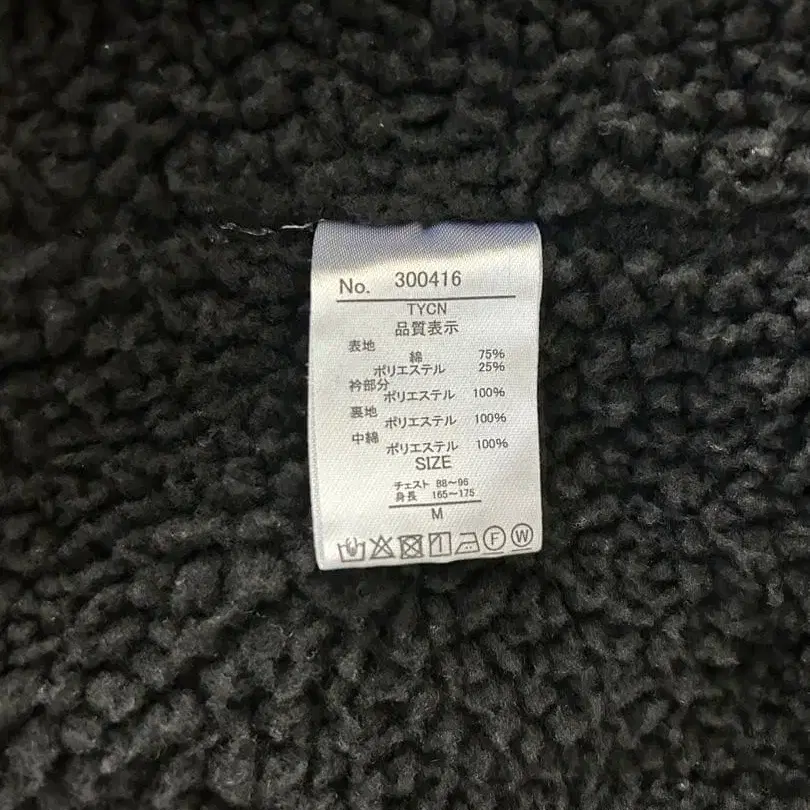 No. 300416
TYCN
品質表示
表地
綿 75%
ポリエステル 25%
衿部分
ポリエステル 100%
裏地
ポリエステル 100%
中綿
ポリエステル 100%
SIZE
チェスト 88～96
身長 165～175
M
F W